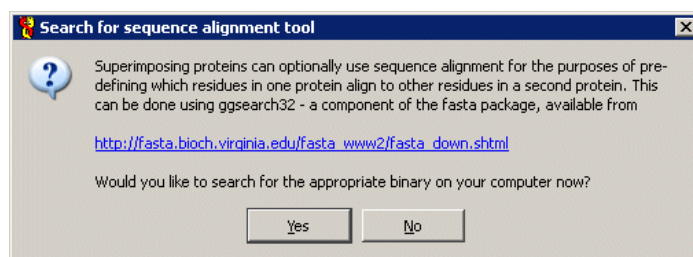 Search for sequence alignment tool
Superimposing proteins can optionally use sequence alignment for the purposes of pre-
defining which residues in one protein align to other residues in a second protein. This
can be done using ggsearch32 - a component of the fasta package, available from
http://fasta.bioch.virginia.edu/fasta_www2/fasta_down.shtml
Would you like to search for the appropriate binary on your computer now?
Yes No